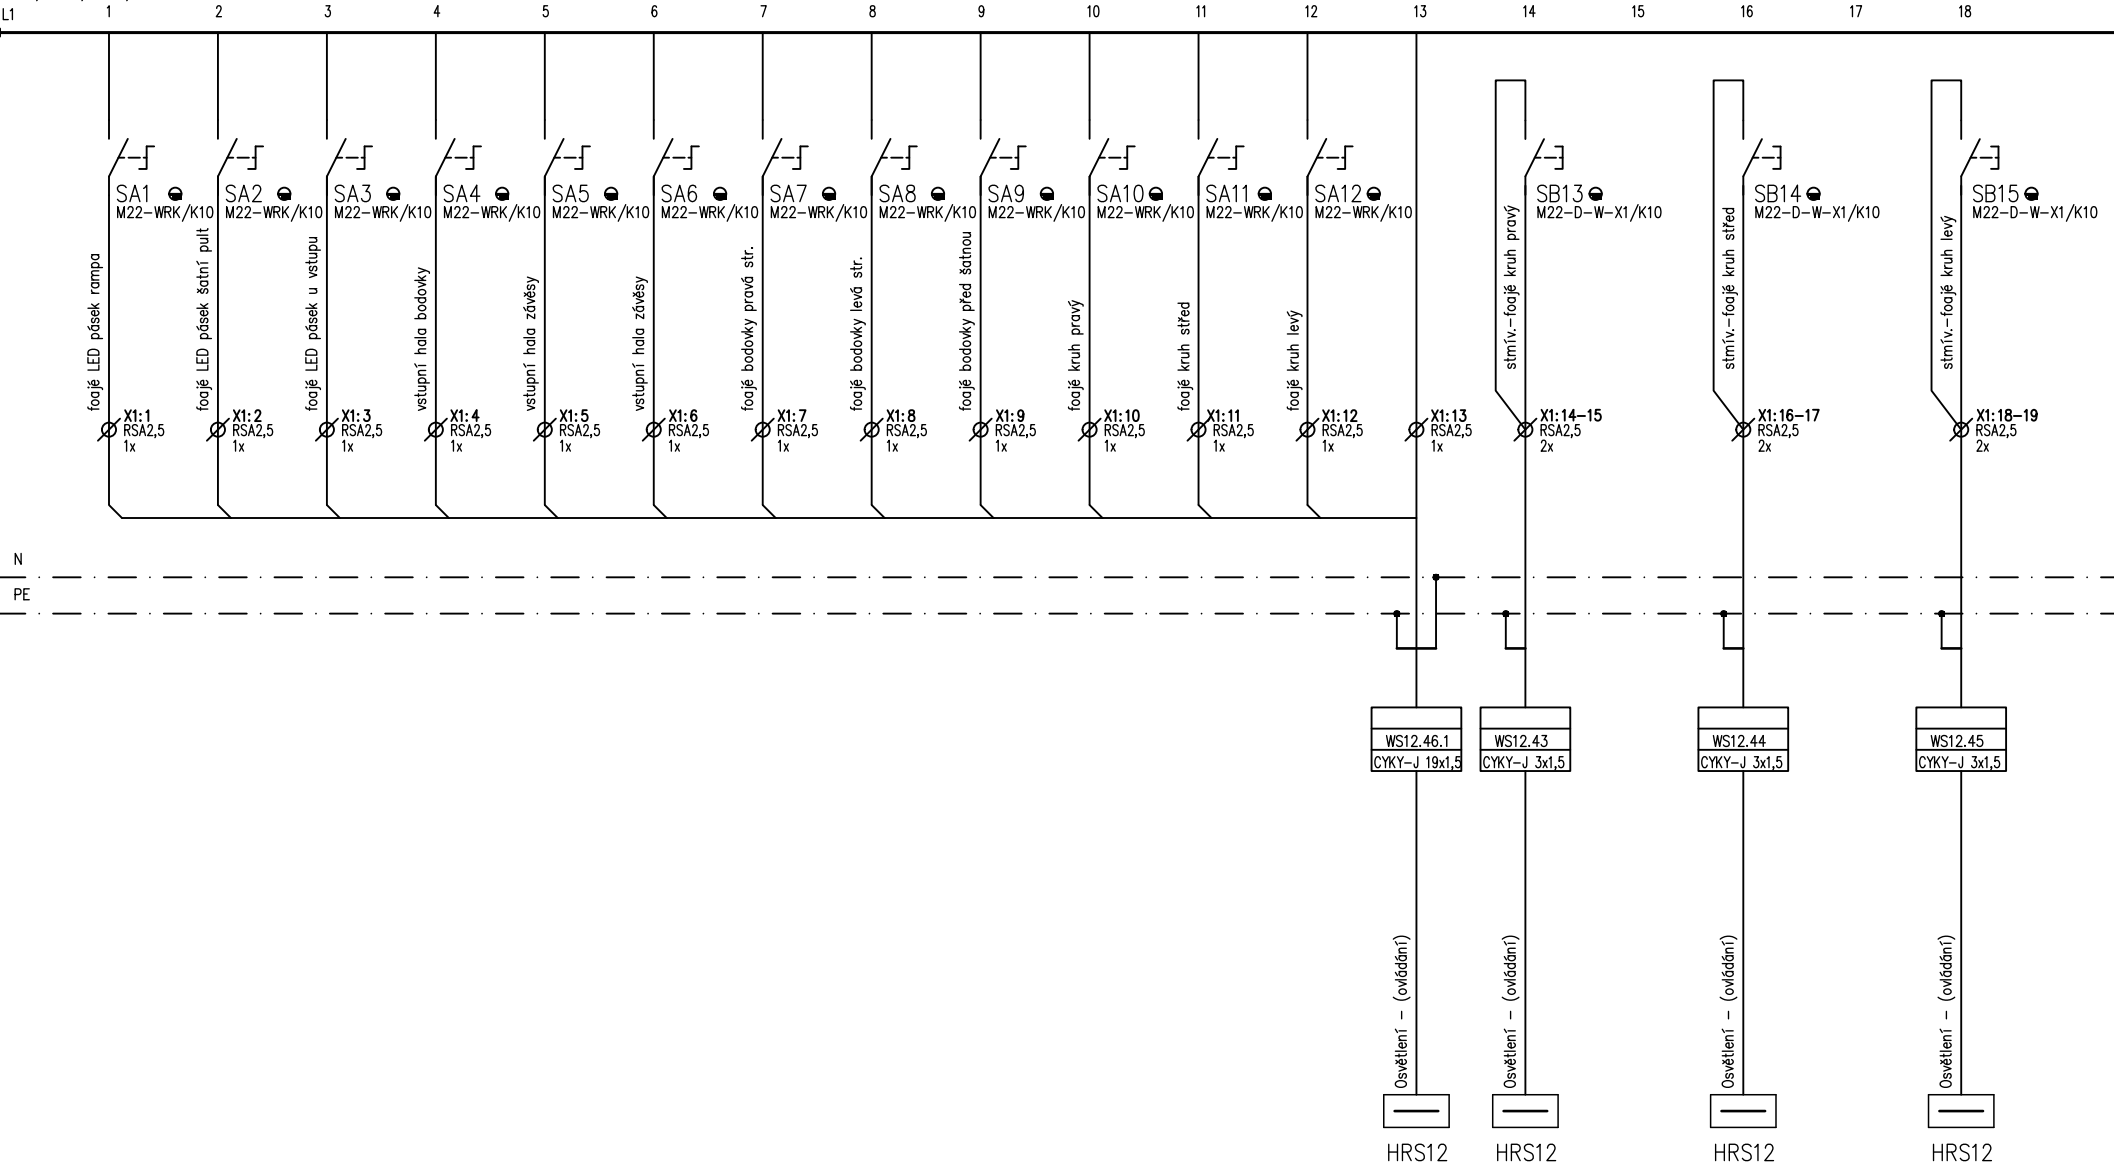 L1 1 2 3 4 5 6 7 8 9 10 11 12 13 14 15 16 17 18
SA1 SA2 SA3 SA4 SA5 SA6 SA7 SA8 SA9 SA10 SA11 SA12 SB13 SB14 SB15
M22-WRK/K10 M22-WRK/K10 M22-WRK/K10 M22-WRK/K10 M22-WRK/K10 M22-WRK/K10 M22-WRK/K10 M22-WRK/K10 M22-WRK/K10 M22-WRK/K10 M22-WRK/K10 M22-WRK/K10 M22-D-W-X1/K10 M22-D-W-X1/K10 M22-D-W-X1/K10
foajé LED pásek rampa
foajé LED pásek šatní pult
foajé LED pásek u vstupu
vstupní hala bodovky
vstupní hala závěsy
vstupní hala závěsy
foajé bodovky pravá str.
foajé bodovky levá str.
foajé bodovky před šatnou
foajé kruh pravý
foajé kruh střed
foajé kruh levý
stmív.-foajé kruh pravý
stmív.-foajé kruh střed
stmív.-foajé kruh levý
X1:1 X1:2 X1:3 X1:4 X1:5 X1:6 X1:7 X1:8 X1:9 X1:10 X1:11 X1:12 X1:13 X1:14-15 X1:16-17 X1:18-19
RSA2,5 RSA2,5 RSA2,5 RSA2,5 RSA2,5 RSA2,5 RSA2,5 RSA2,5 RSA2,5 RSA2,5 RSA2,5 RSA2,5 RSA2,5 RSA2,5 RSA2,5 RSA2,5
1x 1x 1x 1x 1x 1x 1x 1x 1x 1x 1x 1x 1x 2x 2x 2x
N
PE
WS12.46.1 WS12.43 WS12.44 WS12.45
CYKY-J 19x1,5 CYKY-J 3x1,5 CYKY-J 3x1,5 CYKY-J 3x1,5
Osvětlení - (ovládání)
Osvětlení - (ovládání)
Osvětlení - (ovládání)
Osvětlení - (ovládání)
HRS12 HRS12 HRS12 HRS12